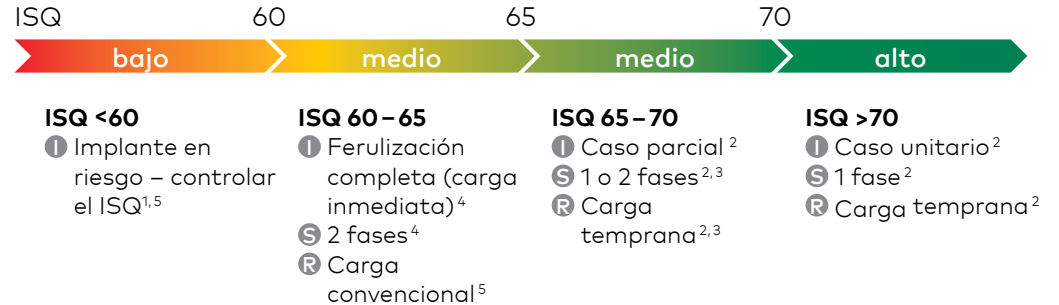 ISQ 60 65 70
bajo medio medio alto
ISQ <60
I Implante en
riesgo – controlar
el ISQ1,5
ISQ 60–65
I Ferulización
completa (carga
inmediata)4
S 2 fases4
R Carga
convencional5
ISQ 65–70
I Caso parcial2
S 1 o 2 fases2,3
R Carga
temprana2,3
ISQ >70
I Caso unitario2
S 1 fase2
R Carga temprana2